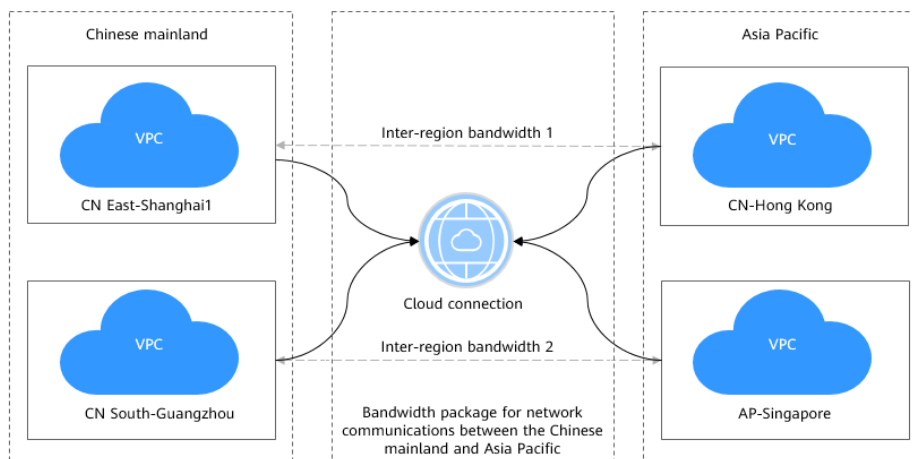 Chinese mainland
Asia Pacific
VPC
CN East-Shanghai1
Inter-region bandwidth 1
VPC
CN-Hong Kong
Cloud connection
VPC
CN South-Guangzhou
Inter-region bandwidth 2
VPC
AP-Singapore
Bandwidth package for network
communications between the Chinese
mainland and Asia Pacific